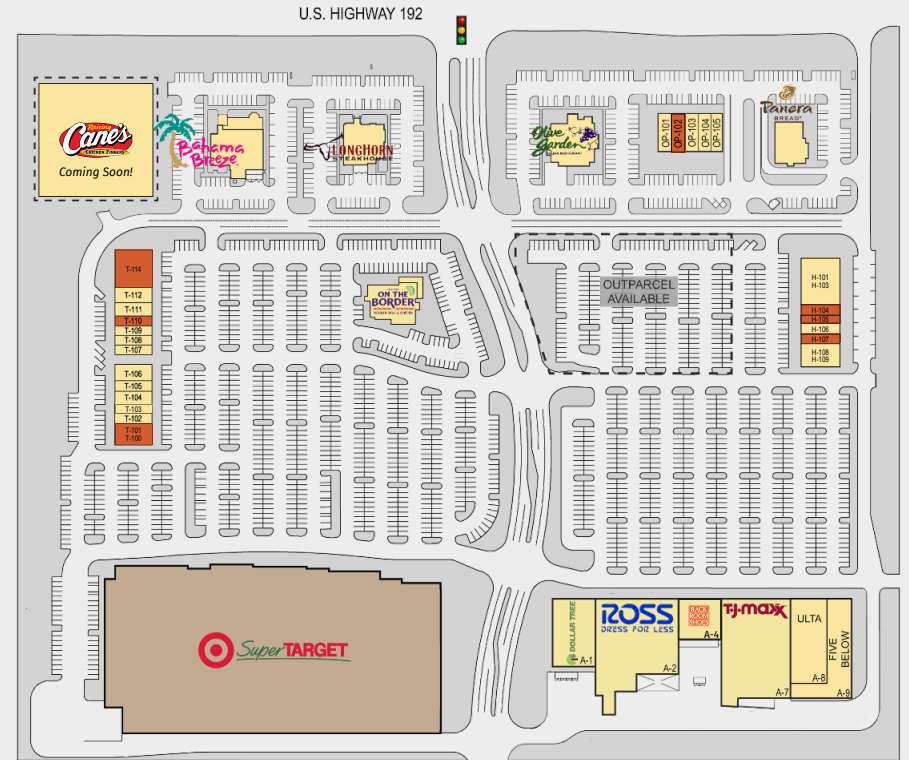 U.S. HIGHWAY 192
Raising
Cane's
CHICKEN FINGERS
Coming Soon!
Bahama
Breeze
LONGHORN
STEAKHOUSE
Olive
Garden
OP-101
OP-102
OP-103
OP-104
OP-105
Panera
BREAD
T-114
T-112
T-111
T-110
T-109
T-108
T-107
T-106
T-105
T-104
T-103
T-102
T-101
T-100
ON THE
BORDER
MEXICAN GRILL & CANTINA
OUTPARCEL
AVAILABLE
H-101
H-103
H-104
H-105
H-106
H-107
H-108
H-109
SuperTARGET
DOLLAR TREE
A-1
ROSS
DRESS FOR LESS
A-2
RACK
ROOM
SHOES
A-4
T.J.maxx
A-7
ULTA
A-8
FIVE
BELOW
A-9